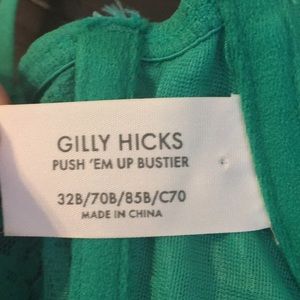 GILLY HICKS
PUSH 'EM UP BUSTIER
32B/70B/85B/C70
MADE IN CHINA